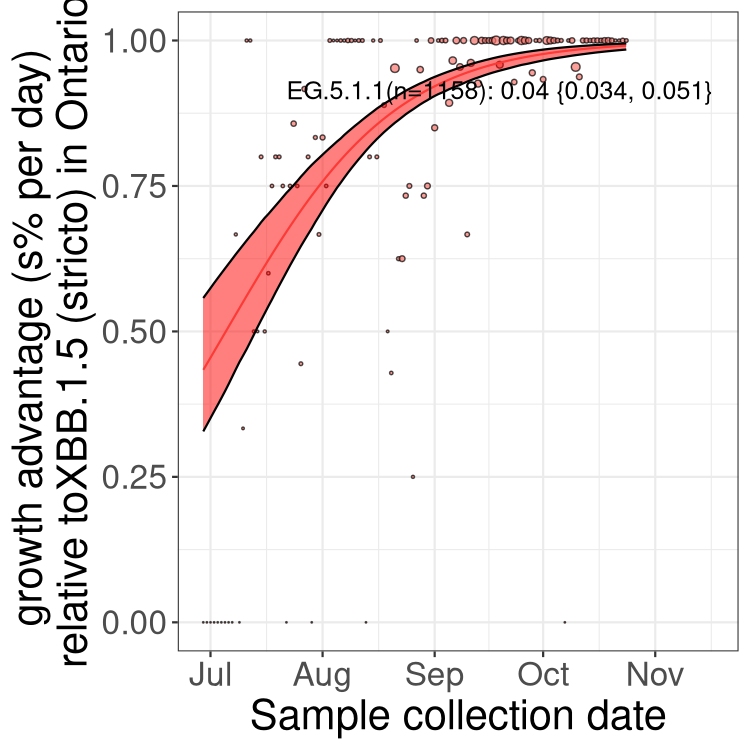 growth advantage (s% per day)
relative toXBB.1.5 (stricto) in Ontario
1.00
0.75
0.50
0.25
0.00
EG.5.1.1(n=1158): 0.04 {0.034, 0.051}
Jul Aug Sep Oct Nov
Sample collection date